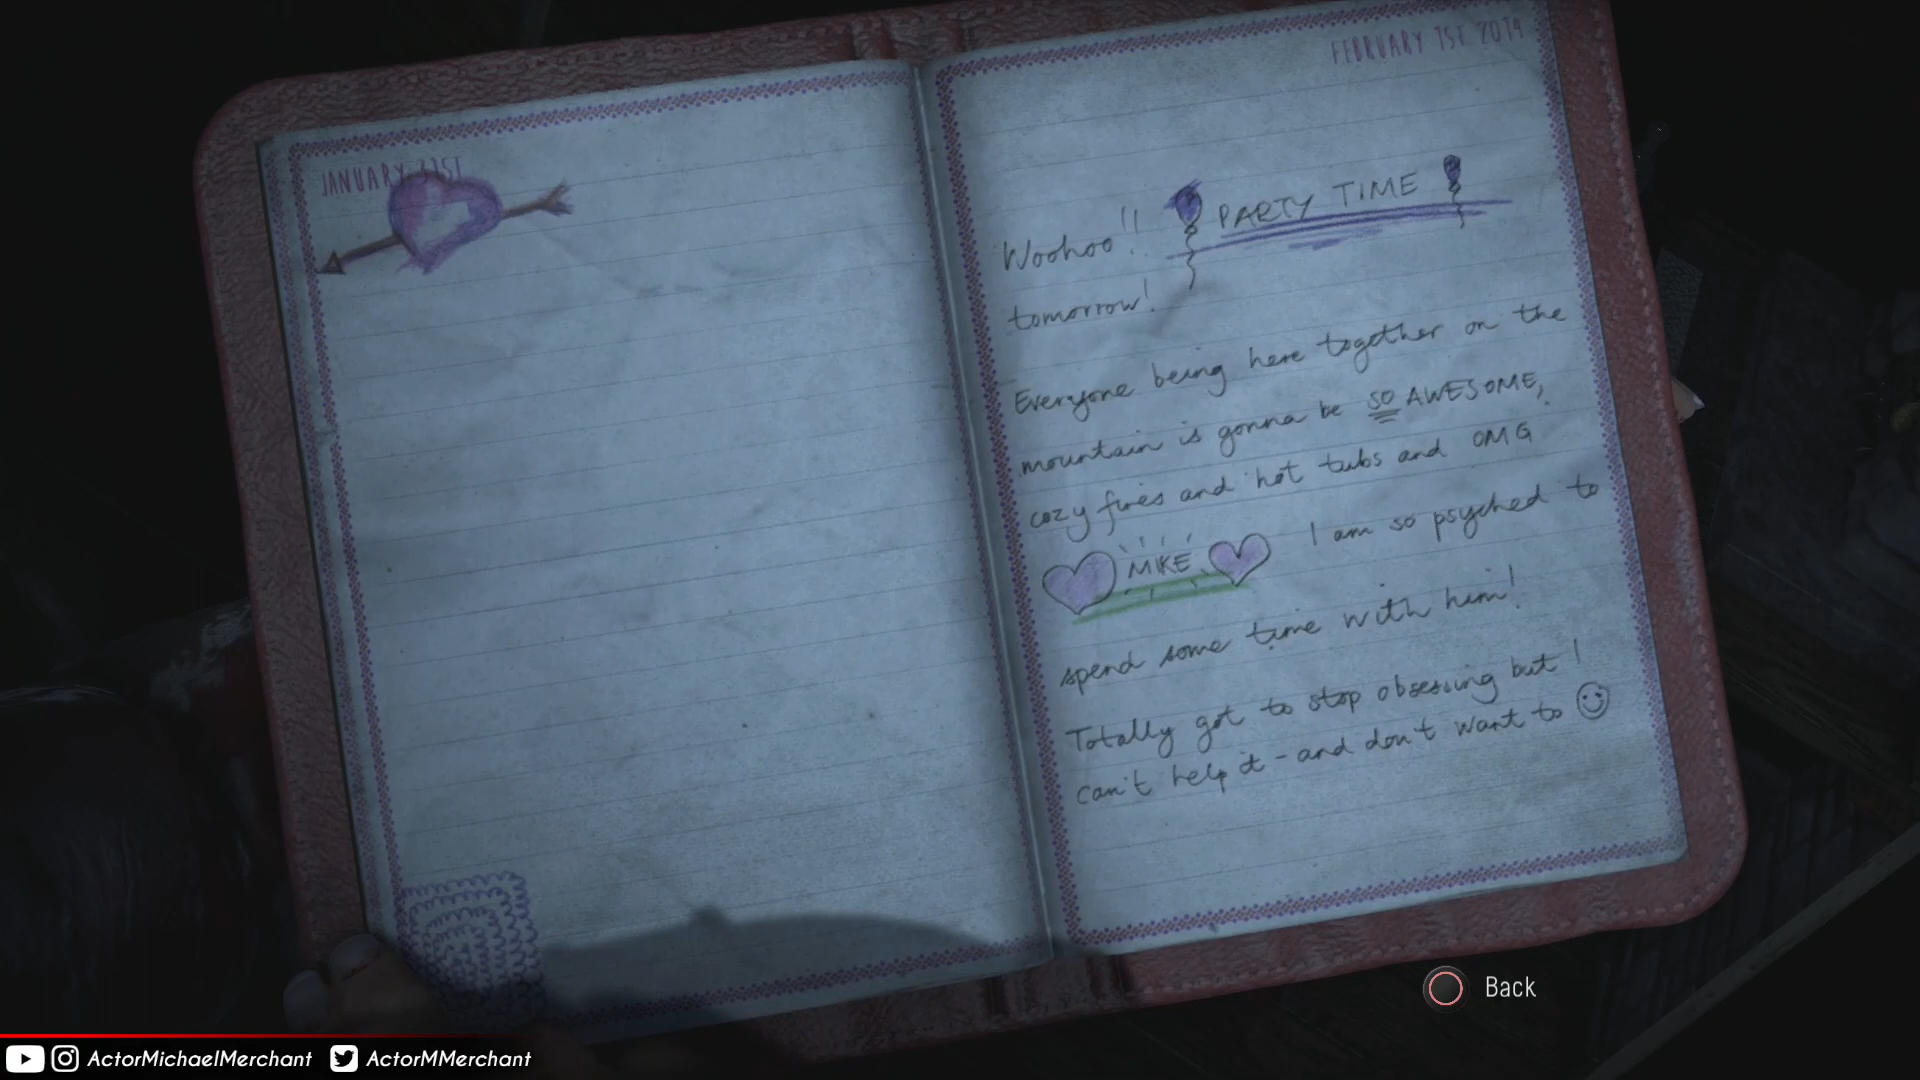 JANUARY 31ST
FEBRUARY 1ST 2014
Woohoo!! PARTY TIME
tomorrow!
Everyone being here together on the
mountain is gonna be SO AWESOME,
cozy fires and hot tubs and OMG
MIKE I am so psyched to
spend some time with him!
Totally got to stop obsessing but I
can't help it - and don't want to
Back
ActorMichaelMerchant ActorMMerchant